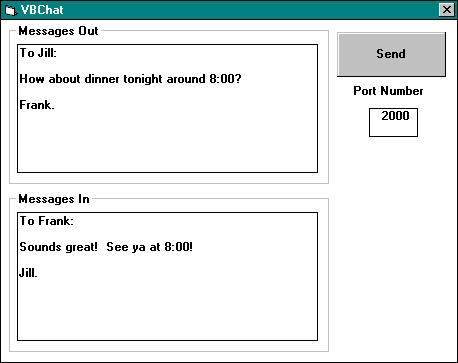 VBChat
Messages Out
To Jill:
How about dinner tonight around 8:00?
Frank.
Send
Port Number
2000
Messages In
To Frank:
Sounds great!  See ya at 8:00!
Jill.